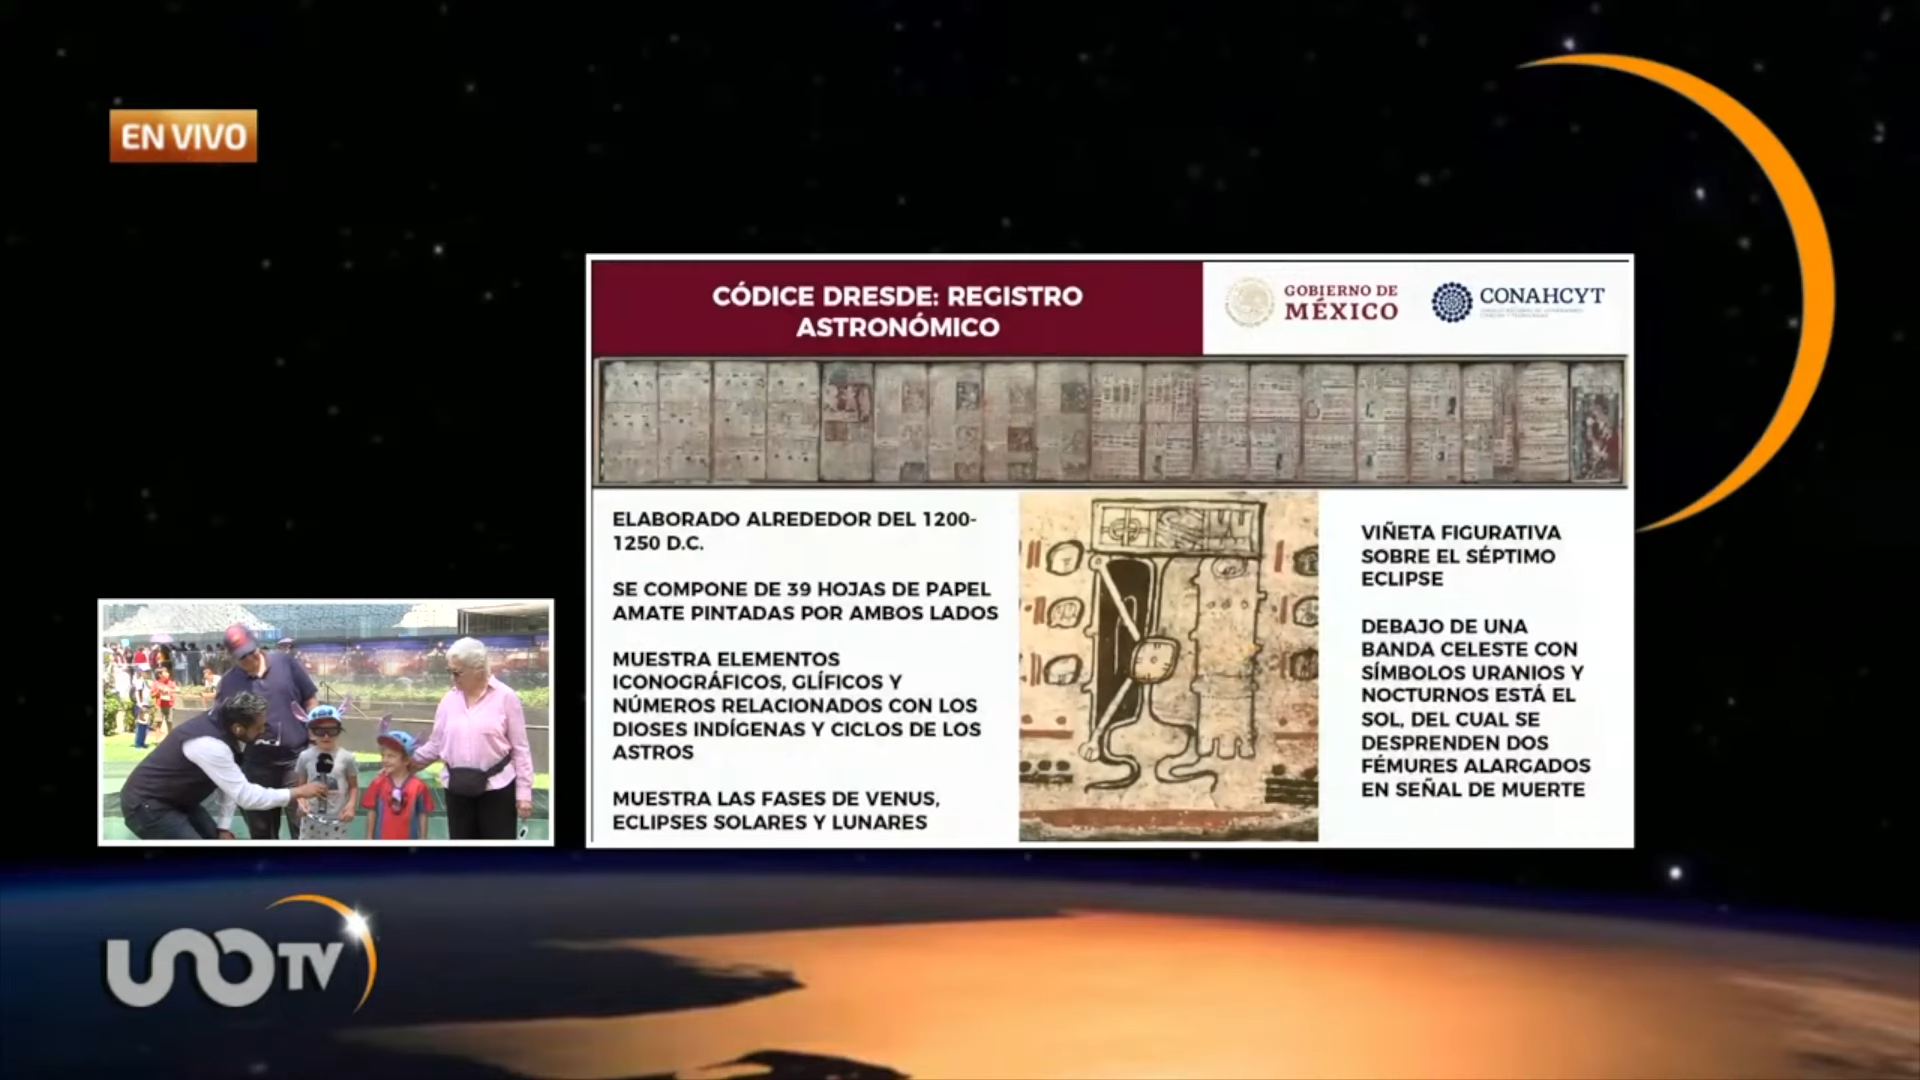 EN VIVO
CÓDICE DRESDE: REGISTRO
ASTRONÓMICO
GOBIERNO DE
MÉXICO
CONAHCYT
ELABORADO ALREDEDOR DEL 1200-
1250 D.C.
SE COMPONE DE 39 HOJAS DE PAPEL
AMATE PINTADAS POR AMBOS LADOS
MUESTRA ELEMENTOS
ICONOGRÁFICOS, GLÍFICOS Y
NÚMEROS RELACIONADOS CON LOS
DIOSES INDÍGENAS Y CICLOS DE LOS
ASTROS
MUESTRA LAS FASES DE VENUS,
ECLIPSES SOLARES Y LUNARES
VIÑETA FIGURATIVA
SOBRE EL SÉPTIMO
ECLIPSE
DEBAJO DE UNA
BANDA CELESTE CON
SÍMBOLOS URANIOS Y
NOCTURNOS ESTÁ EL
SOL, DEL CUAL SE
DESPRENDEN DOS
FÉMURES ALARGADOS
EN SEÑAL DE MUERTE
UNO TV